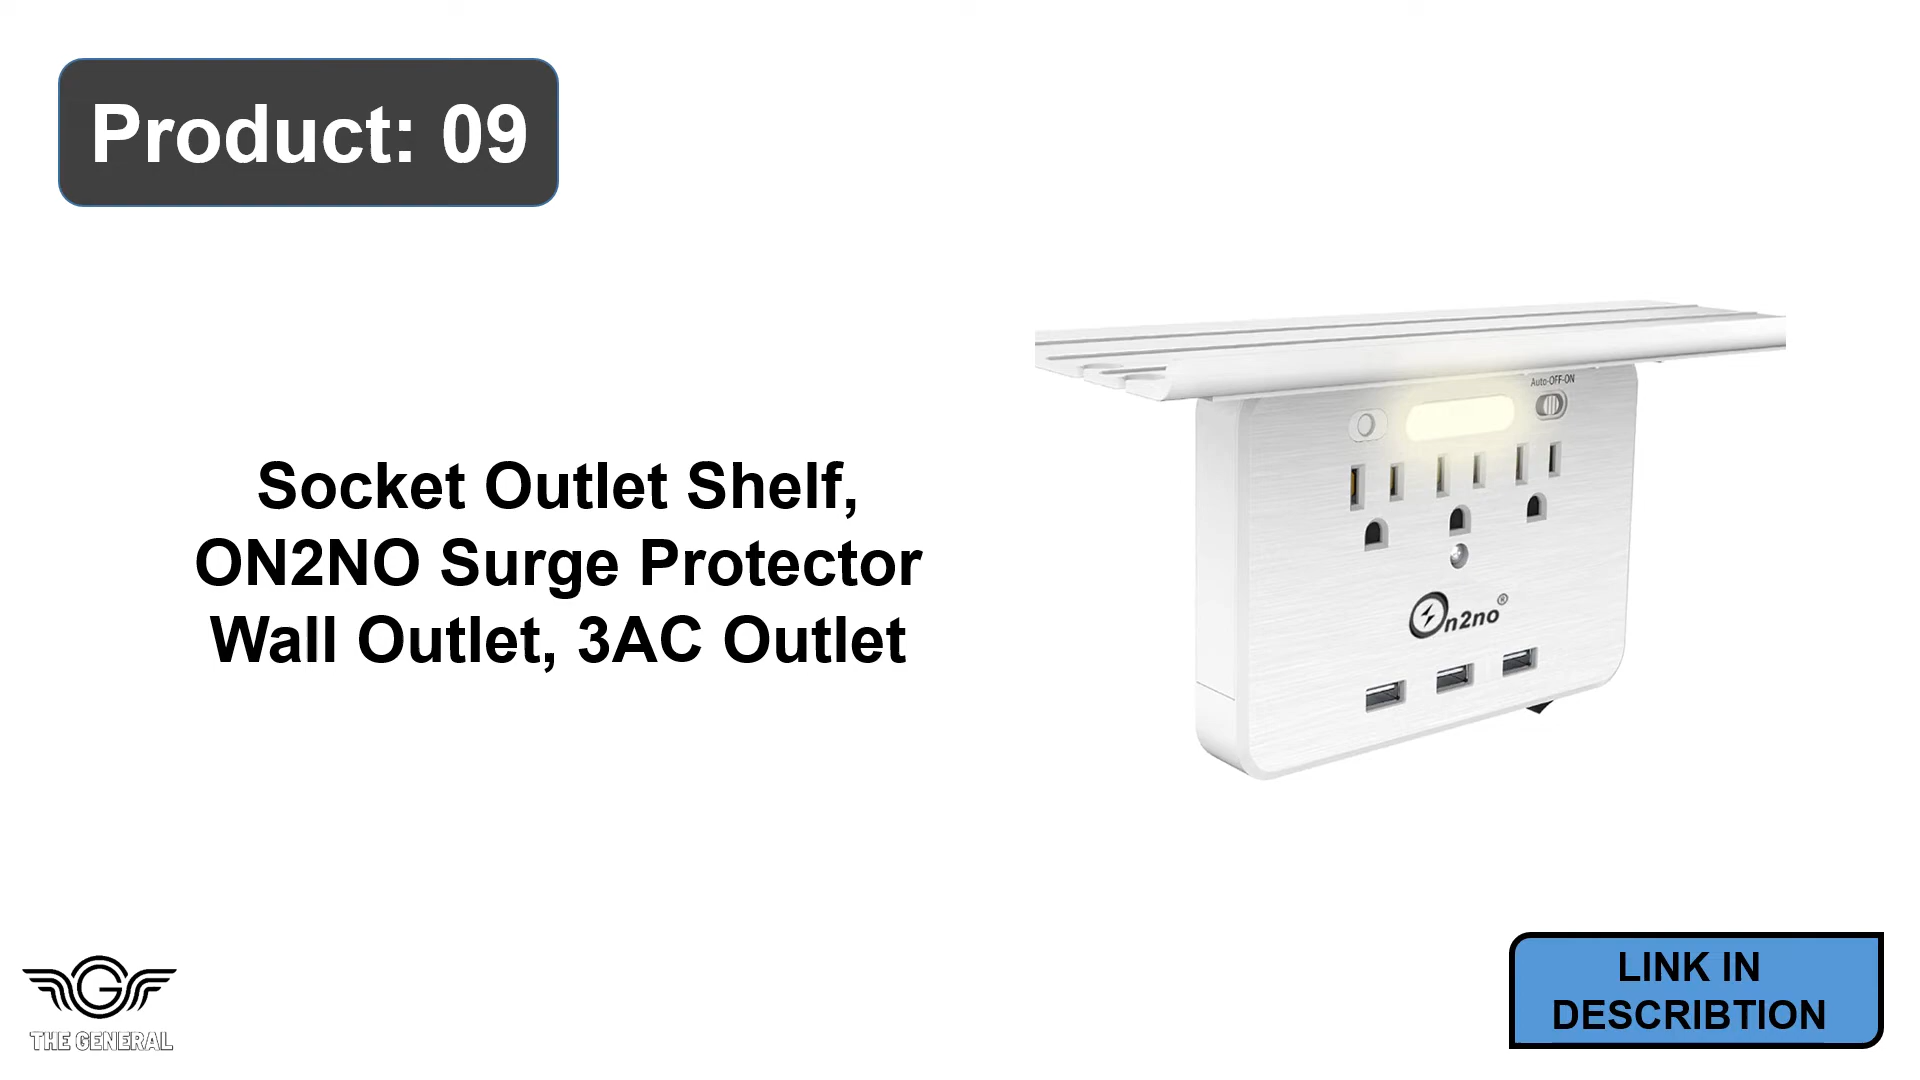 Product: 09
Socket Outlet Shelf,
ON2NO Surge Protector
Wall Outlet, 3AC Outlet
Auto-OFF-ON
On2no®
THE GENERAL
LINK IN
DESCRIBTION